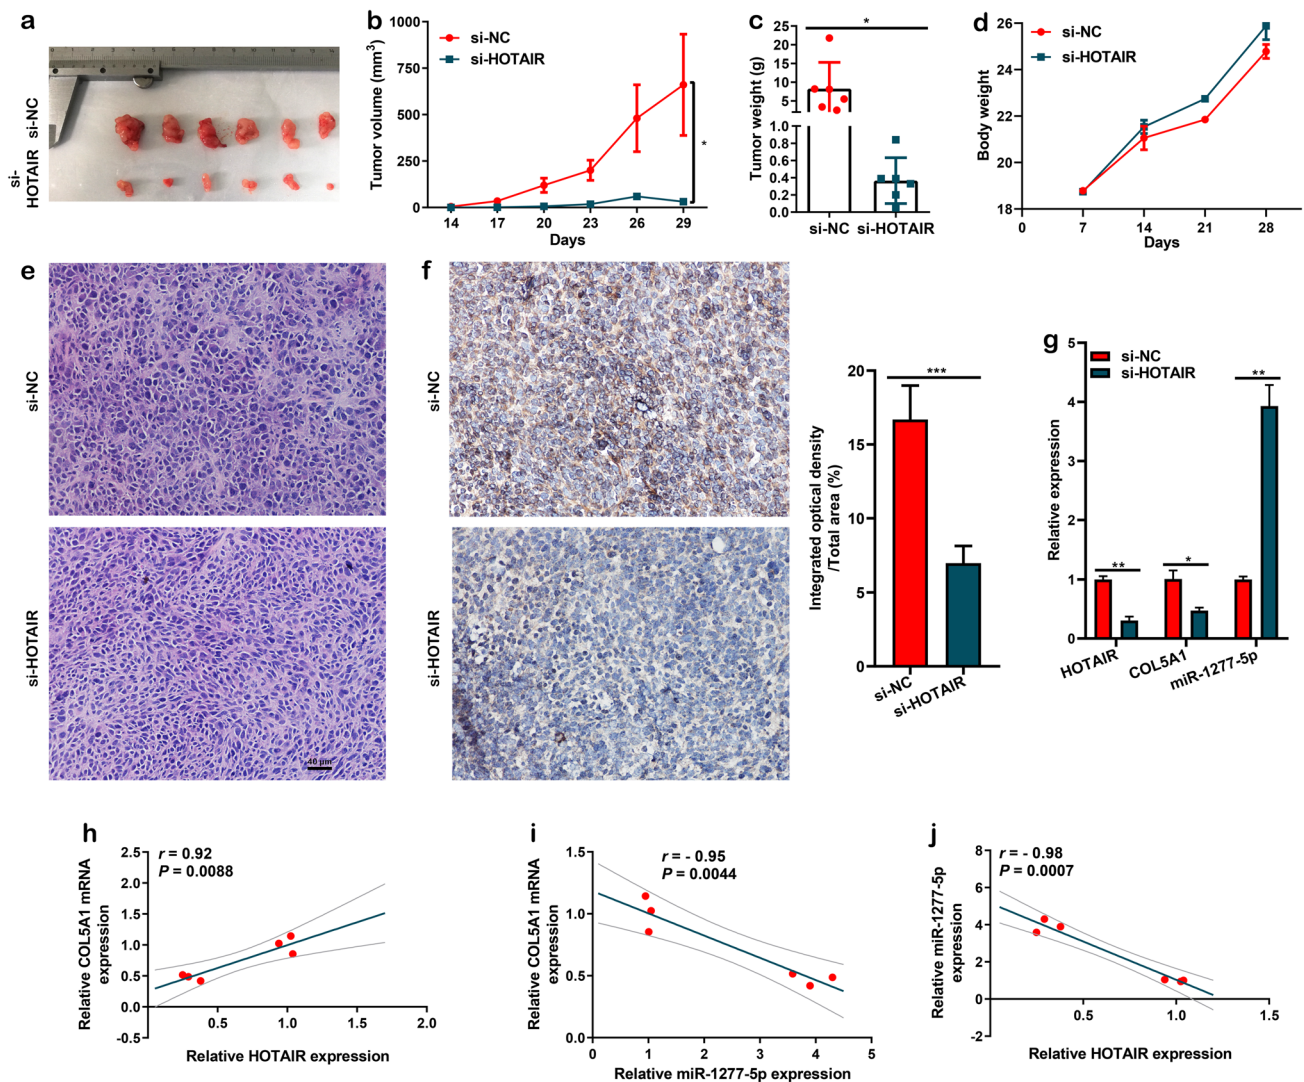 a
si-NC
si-
HOTAIR
b
Tumor volume (mm³)
1000
750
500
250
0
si-NC
si-HOTAIR
*
14
17
20
23
26
29
Days
c
Tumor weight (g)
*
25
20
15
10
5
1.0
0.8
0.6
0.4
0.2
0.0
si-NC
si-HOTAIR
d
Body weight
26
24
22
20
18
si-NC
si-HOTAIR
0
7
14
21
28
Days
e
si-NC
si-HOTAIR
40 μm
f
si-NC
si-HOTAIR
Integrated optical density
/Total area (%)
20
15
10
5
0
***
si-NC
si-HOTAIR
g
Relative expression
5
4
3
2
1
0
si-NC
si-HOTAIR
**
*
**
HOTAIR
COL5A1
miR-1277-5p
h
Relative COL5A1 mRNA
expression
r = 0.92
P = 0.0088
2.5
2.0
1.5
1.0
0.5
0.0
-0.5
0.5
1.0
1.5
2.0
Relative HOTAIR expression
i
Relative COL5A1 mRNA
expression
r = - 0.95
P = 0.0044
1.5
1.0
0.5
0.0
0
1
2
3
4
5
Relative miR-1277-5p expression
j
Relative miR-1277-5p
expression
r = - 0.98
P = 0.0007
8
6
4
2
0
-2
0.5
1.0
1.5
Relative HOTAIR expression